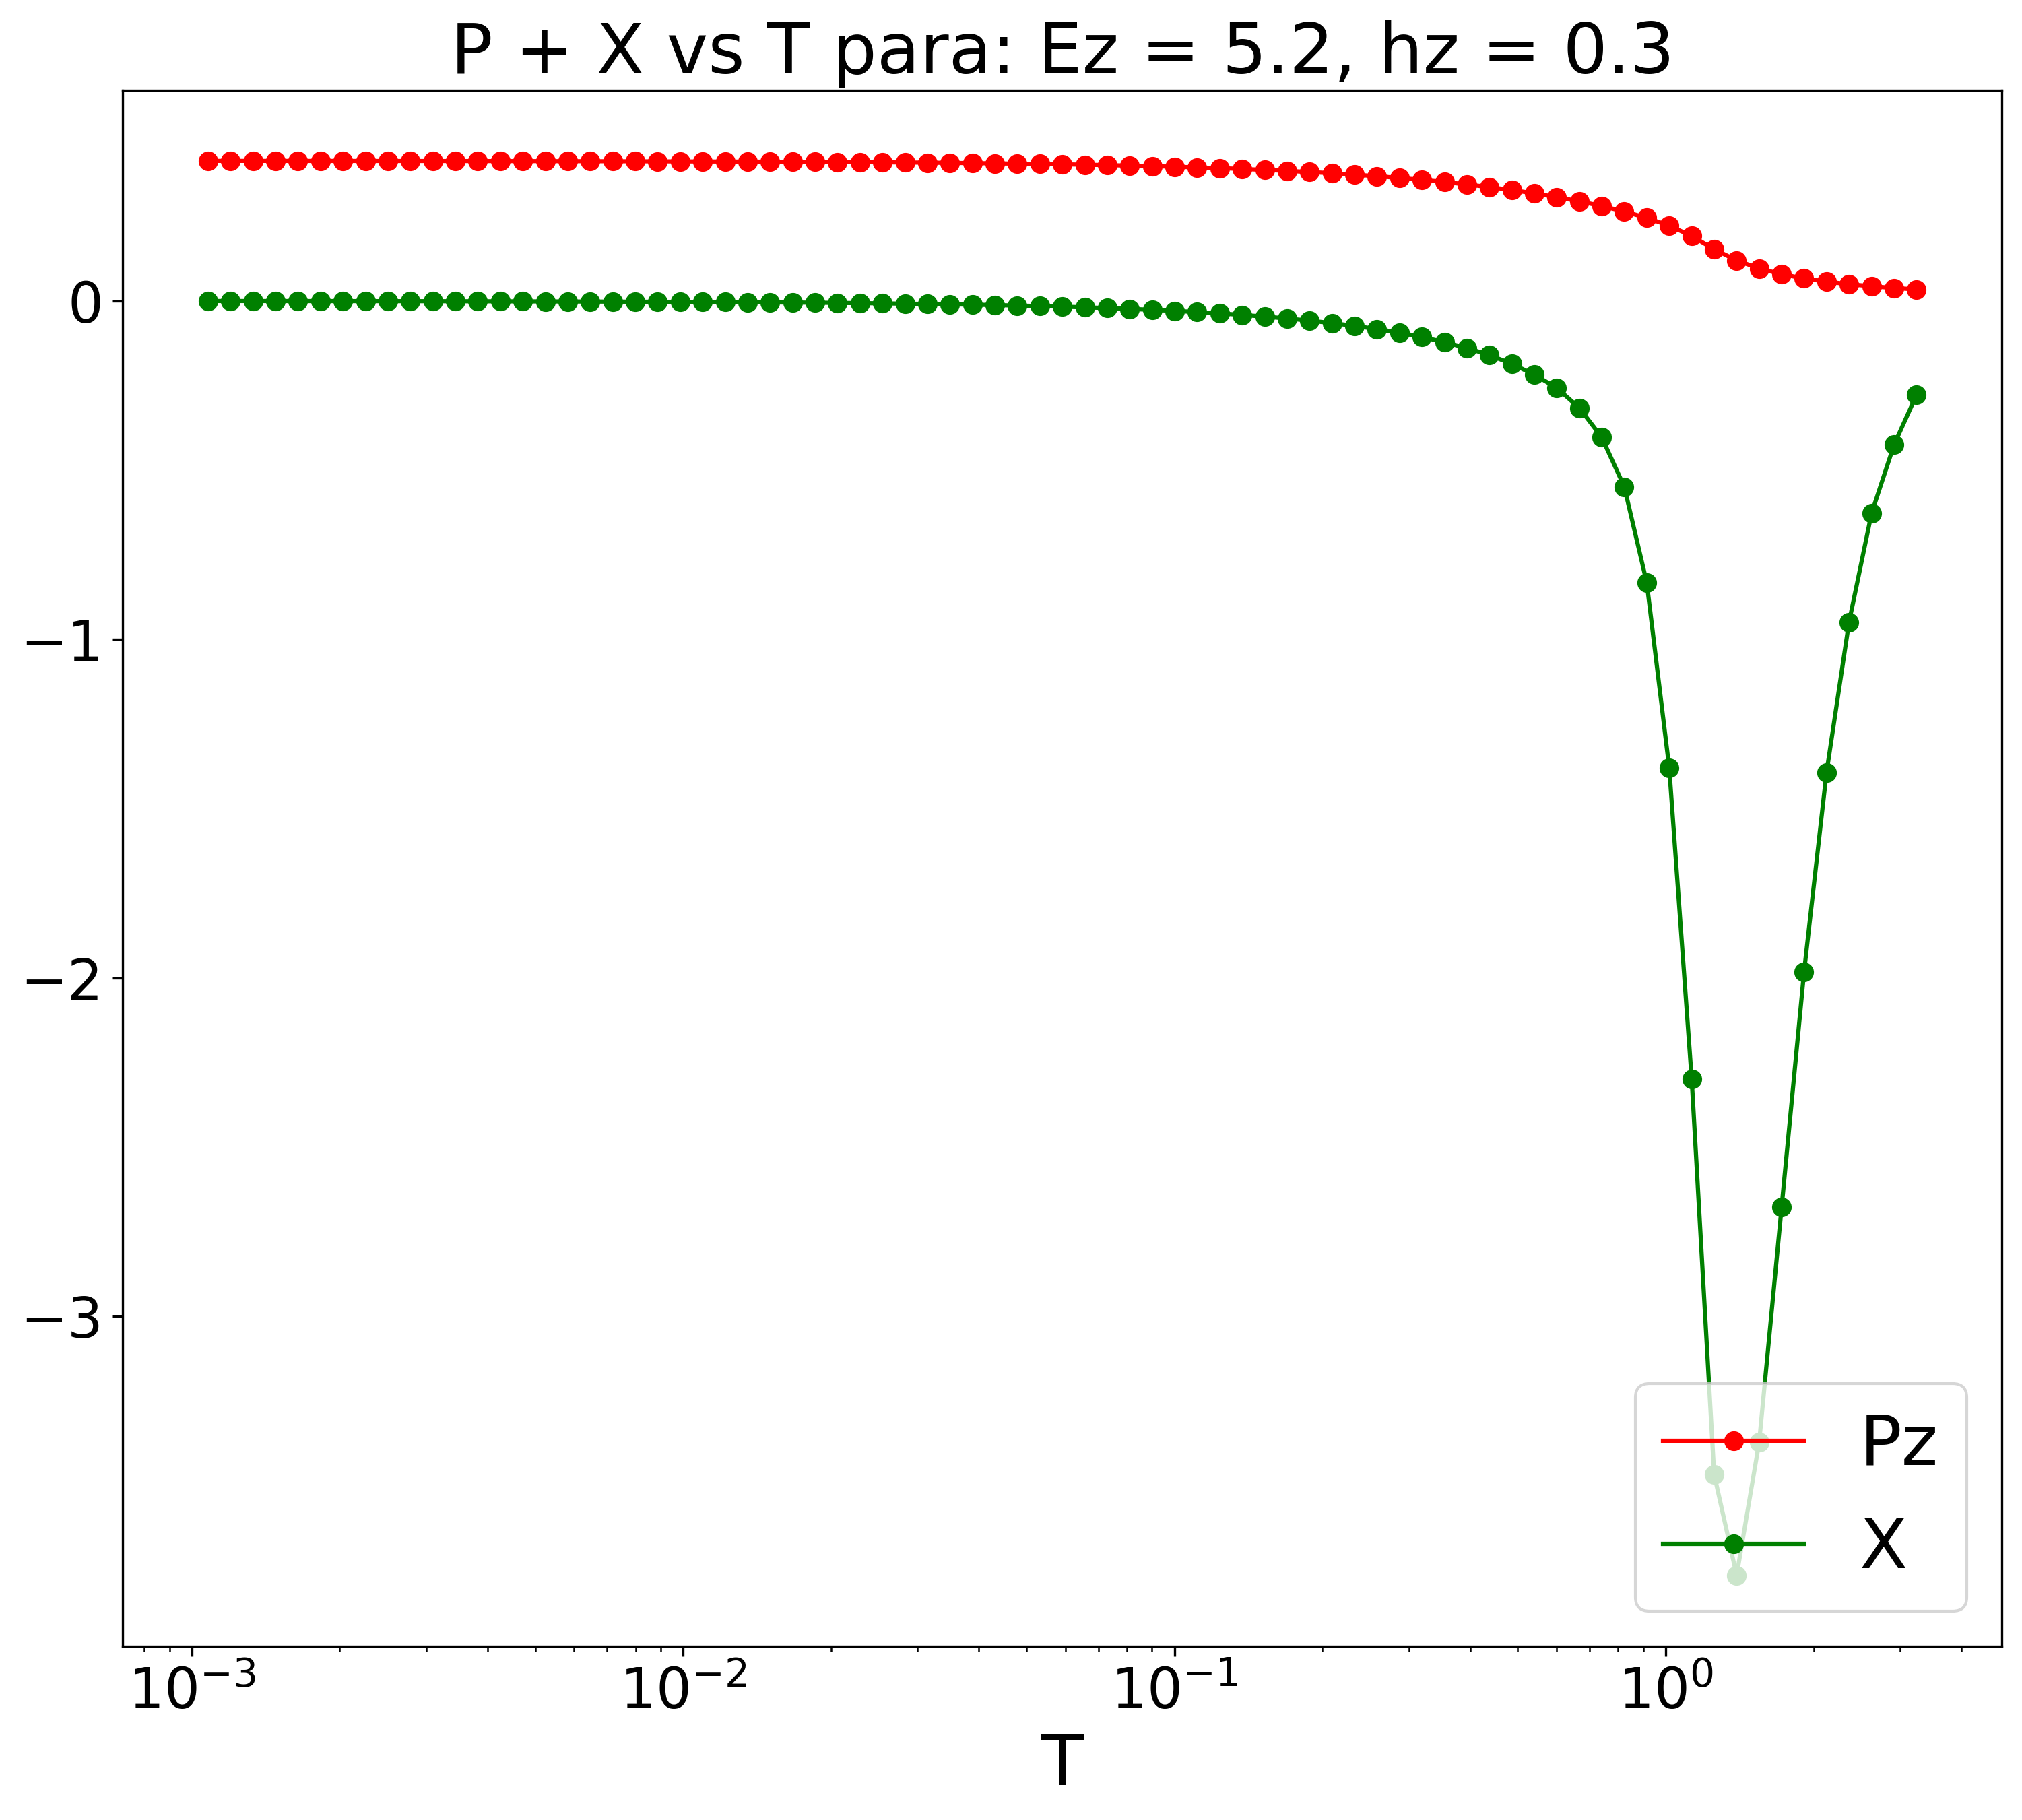 P + X vs T para: Ez = 5.2, hz = 0.3
0
−1
−2
−3
Pz
X
10⁻³ 10⁻² 10⁻¹ 10⁰
T